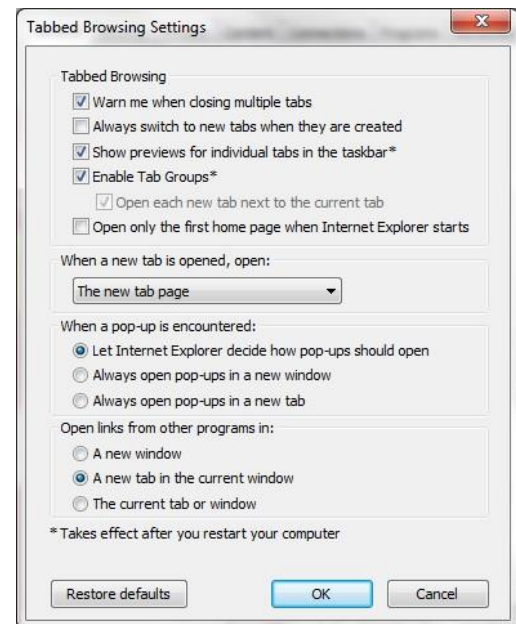 Tabbed Browsing Settings
Tabbed Browsing
Warn me when closing multiple tabs
Always switch to new tabs when they are created
Show previews for individual tabs in the taskbar*
Enable Tab Groups*
Open each new tab next to the current tab
Open only the first home page when Internet Explorer starts
When a new tab is opened, open:
The new tab page
When a pop-up is encountered:
Let Internet Explorer decide how pop-ups should open
Always open pop-ups in a new window
Always open pop-ups in a new tab
Open links from other programs in:
A new window
A new tab in the current window
The current tab or window
* Takes effect after you restart your computer
Restore defaults OK Cancel